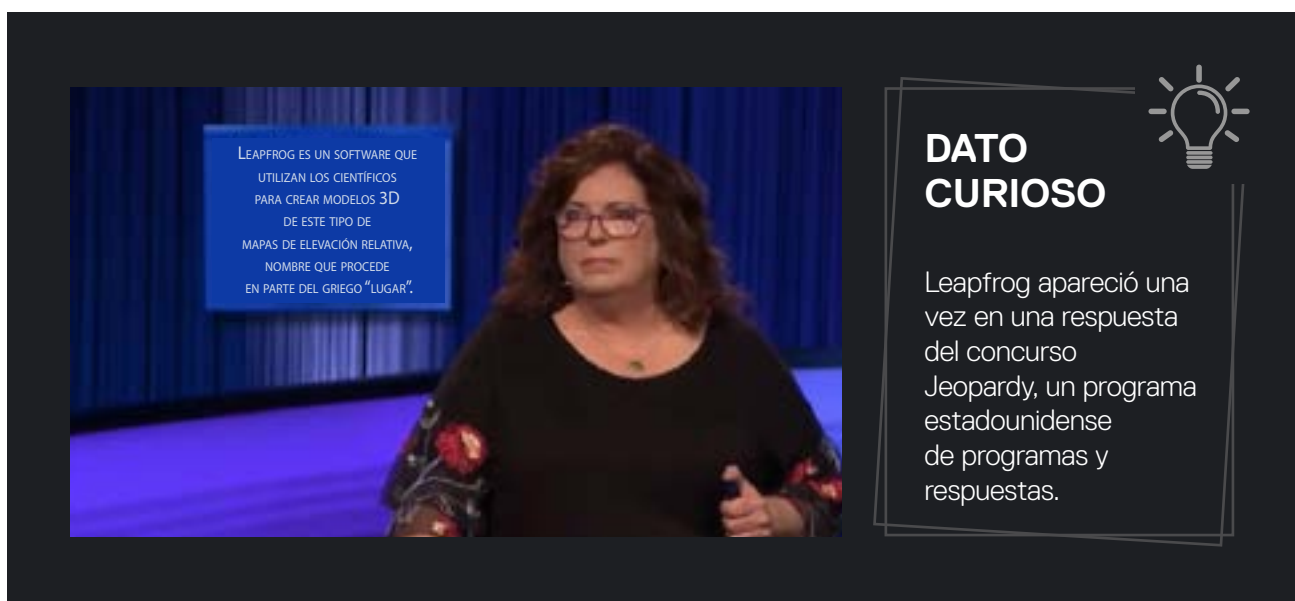 LEAPFROG ES UN SOFTWARE QUE
UTILIZAN LOS CIENTÍFICOS
PARA CREAR MODELOS 3D
DE ESTE TIPO DE
MAPAS DE ELEVACIÓN RELATIVA,
NOMBRE QUE PROCEDE
EN PARTE DEL GRIEGO “LUGAR”.
DATO
CURIOSO
Leapfrog apareció una
vez en una respuesta
del concurso
Jeopardy, un programa
estadounidense
de programas y
respuestas.